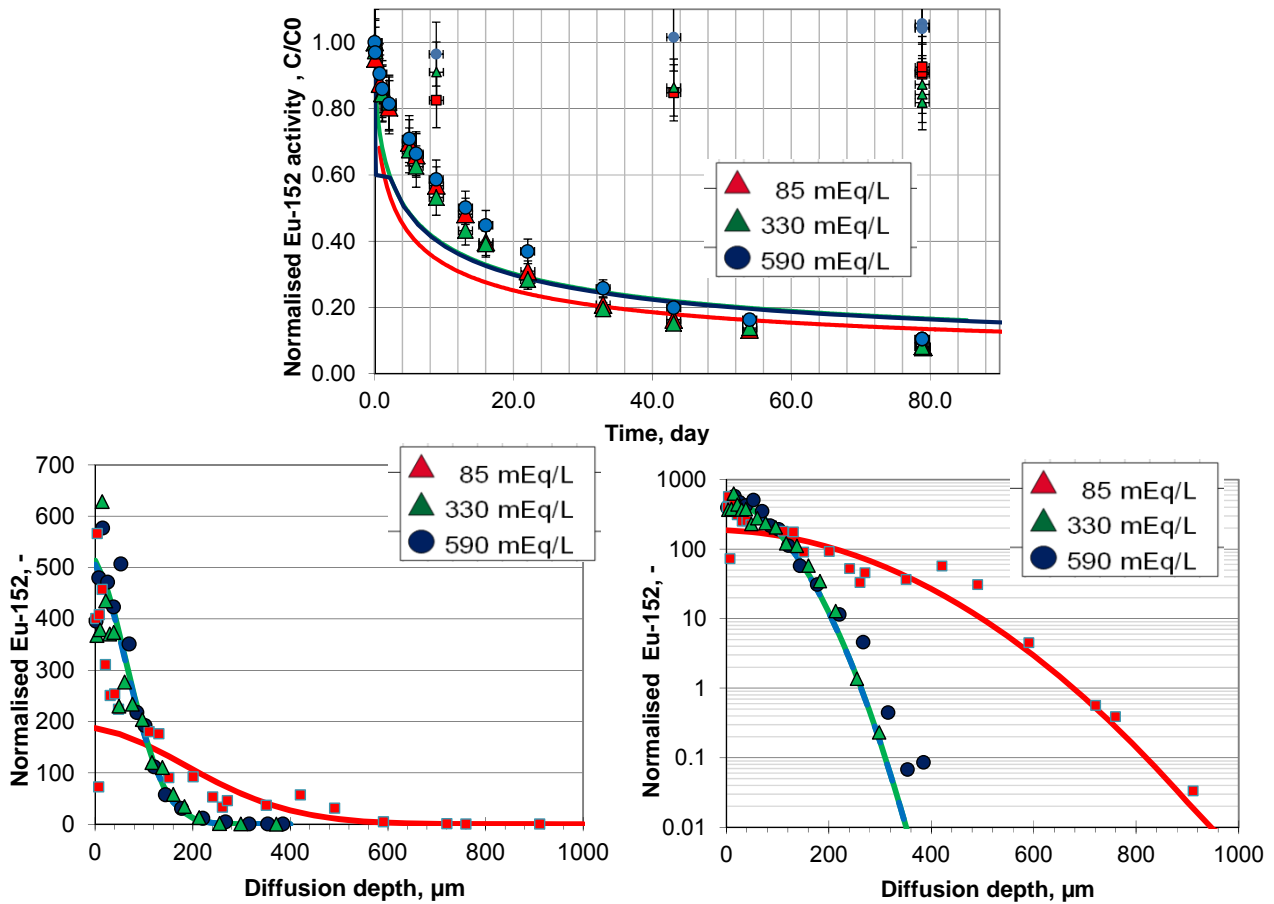 Normalised Eu-152 activity , C/C0
1.00
0.80
0.60
0.40
0.20
0.00
0.0
20.0
40.0
60.0
80.0
Time, day
85 mEq/L
330 mEq/L
590 mEq/L
Normalised Eu-152, -
700
600
500
400
300
200
100
0
0
200
400
600
800
1000
Diffusion depth, µm
85 mEq/L
330 mEq/L
590 mEq/L
Normalised Eu-152, -
1000
100
10
1
0.1
0.01
0
200
400
600
800
1000
Diffusion depth, µm
85 mEq/L
330 mEq/L
590 mEq/L